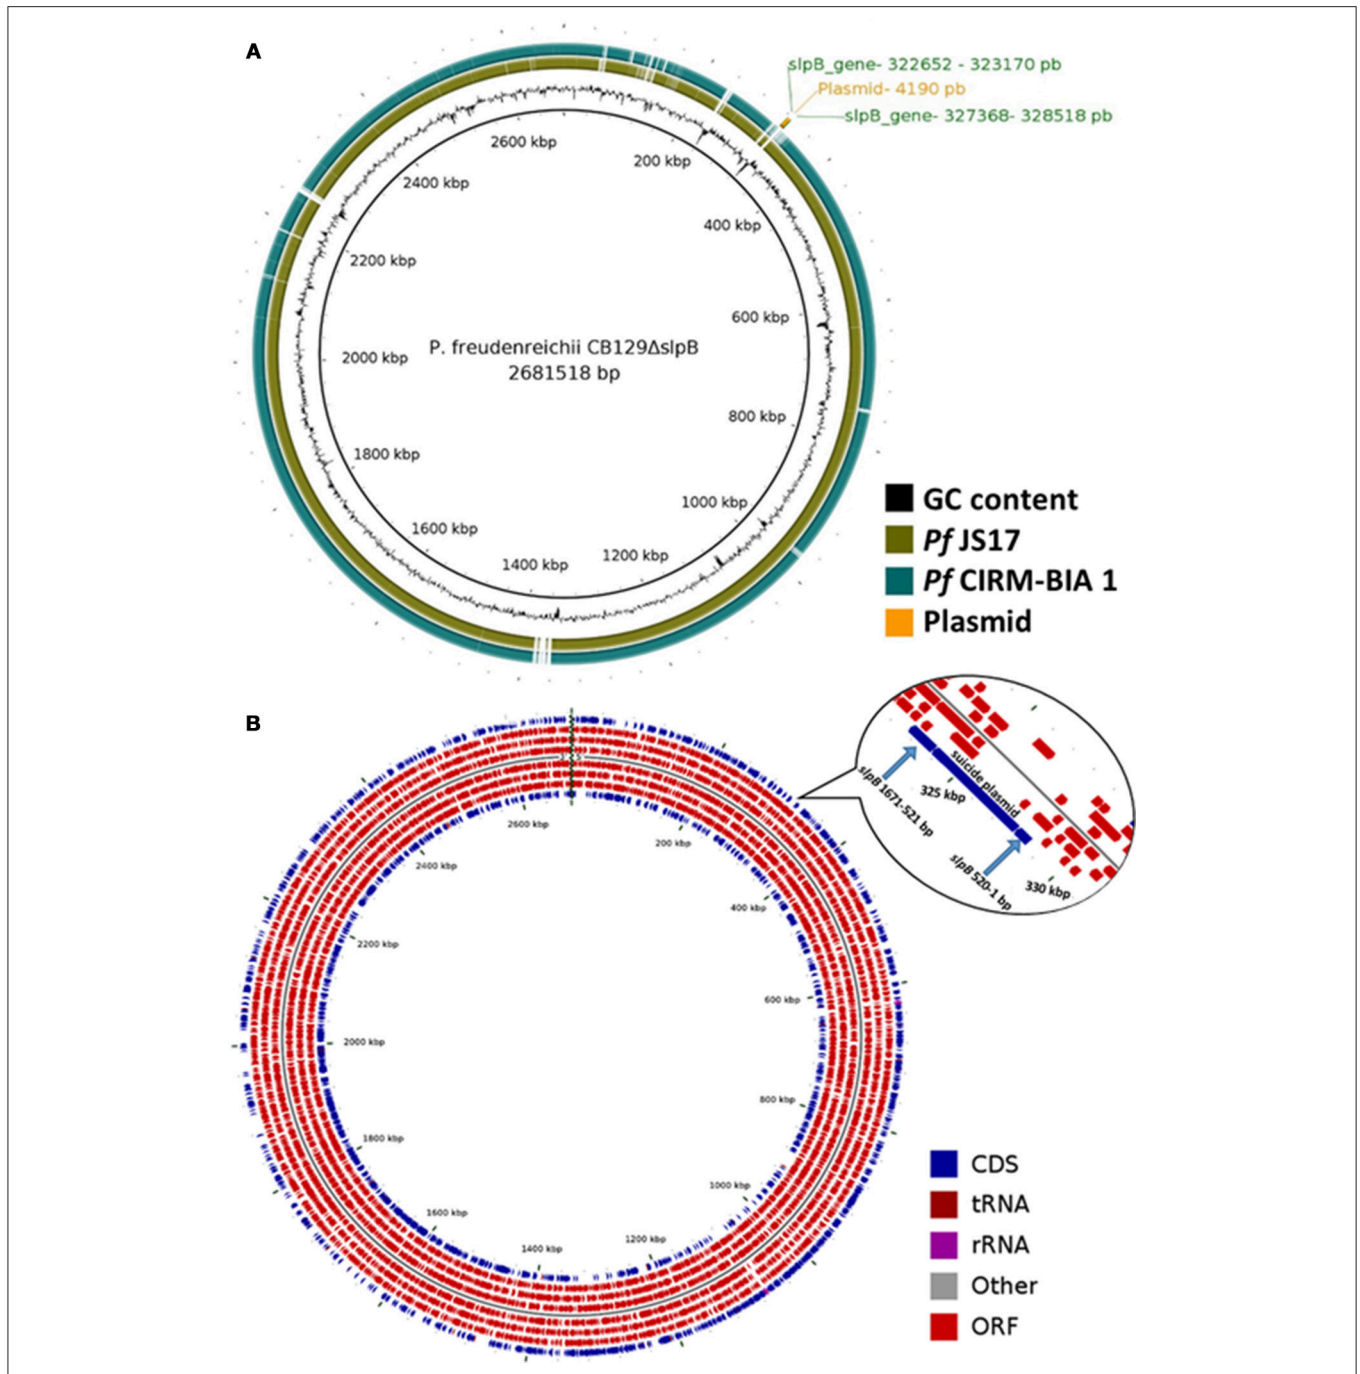 A
slpB_gene- 322652 - 323170 pb
Plasmid- 4190 pb
slpB_gene- 327368- 328518 pb
2600 kbp
200 kbp
2400 kbp
400 kbp
2200 kbp
600 kbp
P. freudenreichii CB129ΔslpB
2681518 bp
2000 kbp
800 kbp
1800 kbp
1000 kbp
1600 kbp
1200 kbp
1400 kbp
GC content
Pf JS17
Pf CIRM-BIA 1
Plasmid
B
suicide plasmid
325 kbp
slpB 1671-521 bp
slpB 520-1 bp
330 kbp
2600 kbp
200 kbp
2400 kbp
400 kbp
2200 kbp
600 kbp
2000 kbp
800 kbp
1800 kbp
1000 kbp
1600 kbp
1200 kbp
1400 kbp
CDS
tRNA
rRNA
Other
ORF